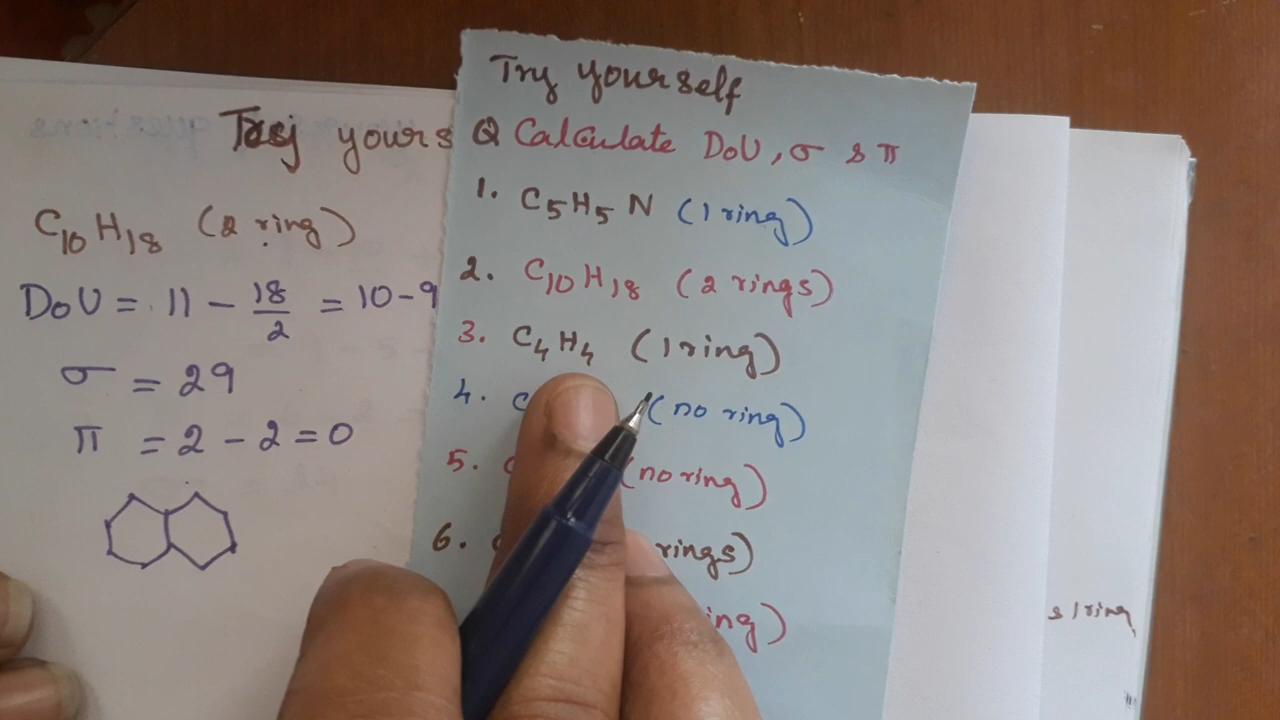 Try yours
C₁₀H₁₈ (2 ring)
DoU = 11 - 18/2 = 10-9
σ = 29
π = 2-2=0
Try yourself
Q Calculate DoU, σ & π
1. C₅H₅N (1 ring)
2. C₁₀H₁₈ (2 rings)
3. C₄H₄ (1 ring)
4. C (no ring)
5. (no ring)
6. rings)
ing)
& 1 ring